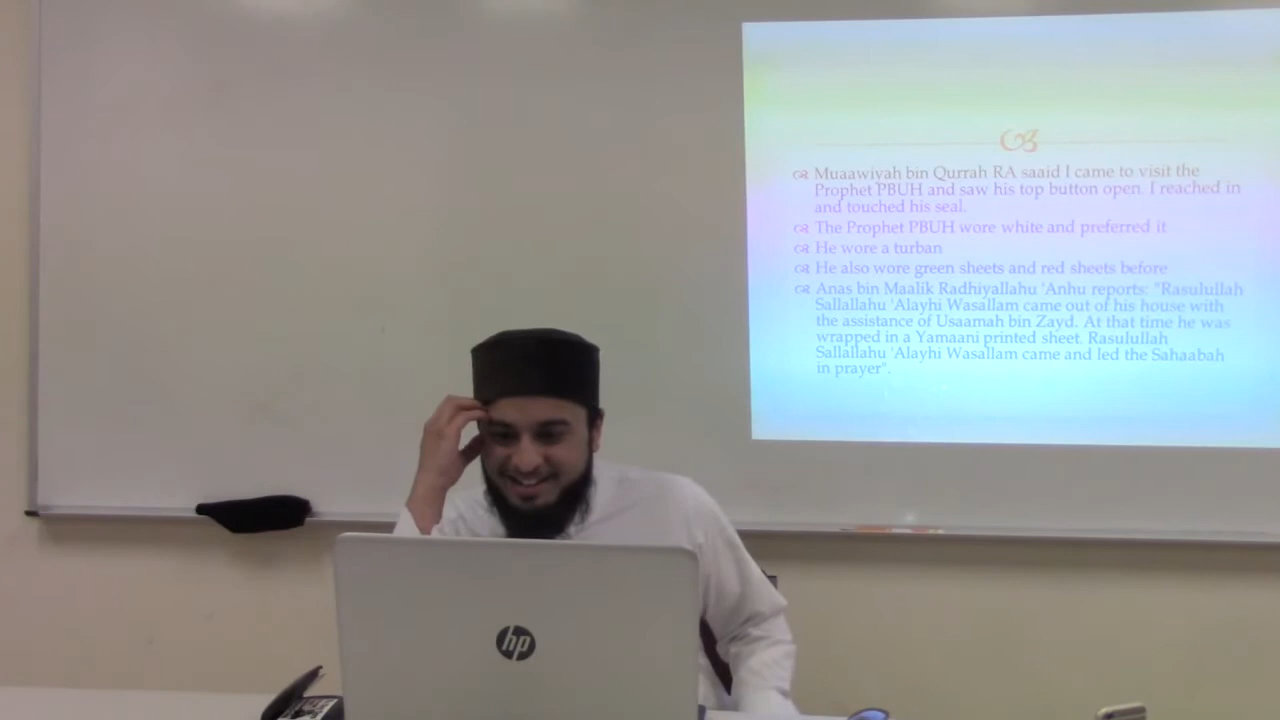 Muaawiyah bin Qurrah RA saaid I came to visit the
Prophet PBUH and saw his top button open. I reached in
and touched his seal.
The Prophet PBUH wore white and preferred it
He wore a turban
He also wore green sheets and red sheets before
Anas bin Maalik Radhiyallahu 'Anhu reports: "Rasulullah
Sallallahu 'Alayhi Wasallam came out of his house with
the assistance of Usaamah bin Zayd. At that time he was
wrapped in a Yamaani printed sheet. Rasulullah
Sallallahu 'Alayhi Wasallam came and led the Sahaabah
in prayer".
hp